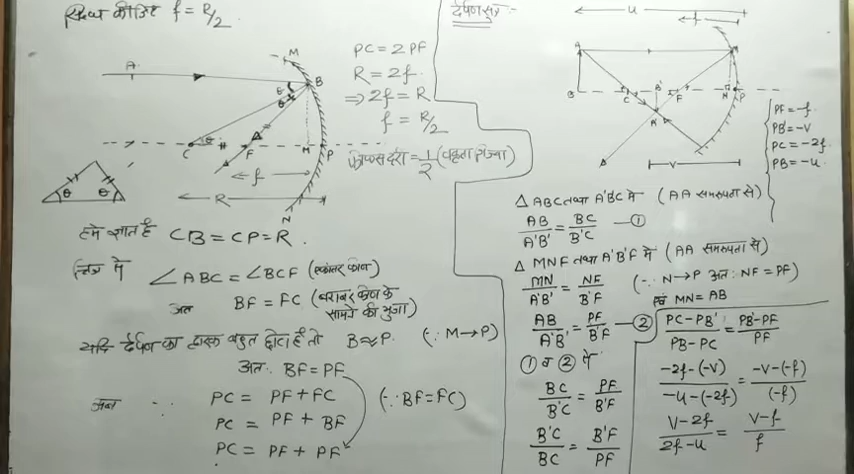 सिद्ध कीजिए f = R/2
M
A
B
θ
θ
θ
C
F
M
P
f
R
N
θ
θ
PC = 2PF
R = 2f
⇒ 2f = R
f = R/2
फोकस दूरी = 1/2 (वक्रता त्रिज्या)
हमे ज्ञात है CB = CP = R.
चित्र में ∠ABC = ∠BCF (एकांतर कोण)
अतः BF = FC (बराबर कोण के सामने की भुजा)
यदि दर्पण का द्वारक बहुत छोटा है तो B≈P. (∵ M→P)
अतः BF = PF
अब PC = PF + FC (∵ BF = FC)
PC = PF + BF
PC = PF + PF
दर्पण सूत्र :-
u
f
A
M
B
C
B'
F
N
P
A'
v
PF = -f
PB' = -v
PC = -2f
PB = -u
Δ ABC तथा A'B'C में (AA समरूपता से)
AB/A'B' = BC/B'C —①
Δ MNF तथा A'B'F में (AA समरूपता से)
MN/A'B' = NF/B'F (∵ N→P अतः NF = PF)
एवं MN = AB
AB/A'B' = PF/B'F —②
① व ② से
BC/B'C = PF/B'F
B'C/BC = B'F/PF
PC-PB'/PB-PC = PB'-PF/PF
-2f-(-v)/-u-(-2f) = -v-(-f)/(-f)
v-2f/2f-u = v-f/f